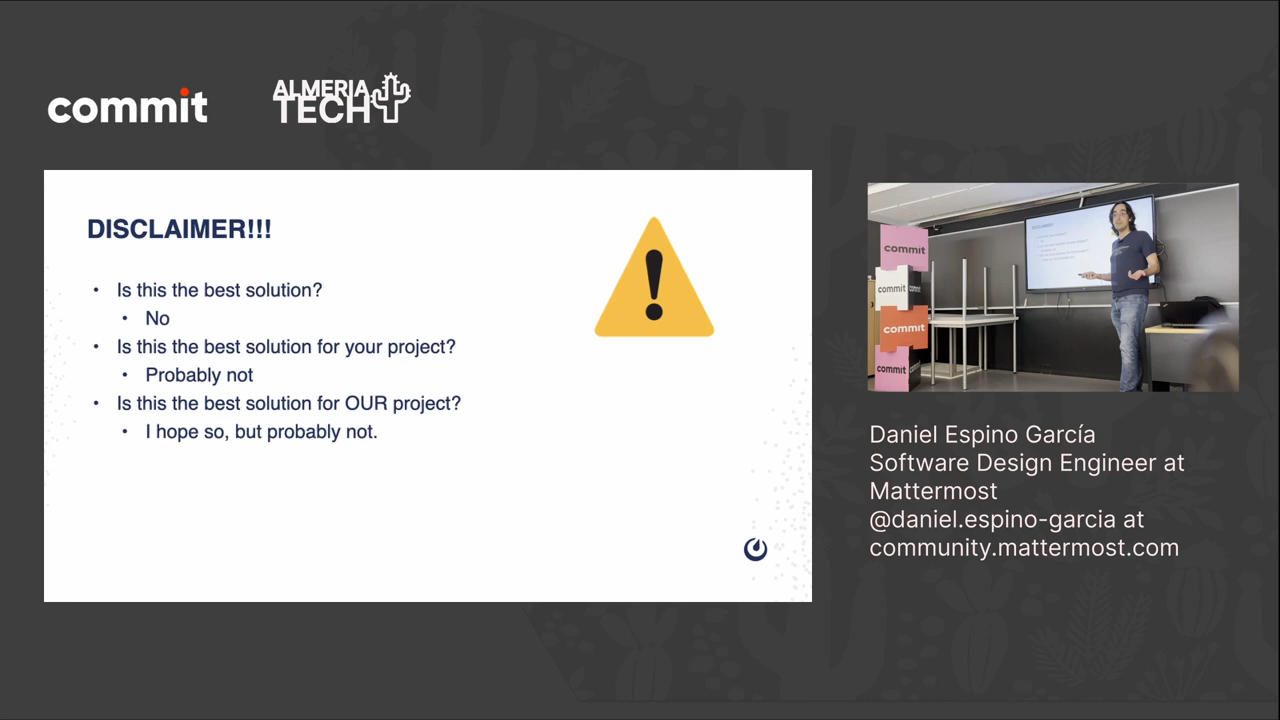 commit
ALMERIA
TECH
DISCLAIMER!!!
• Is this the best solution?
• No
• Is this the best solution for your project?
• Probably not
• Is this the best solution for OUR project?
• I hope so, but probably not.
commit
commit
commit
commit
Daniel Espino García
Software Design Engineer at
Mattermost
@daniel.espino-garcia at
community.mattermost.com